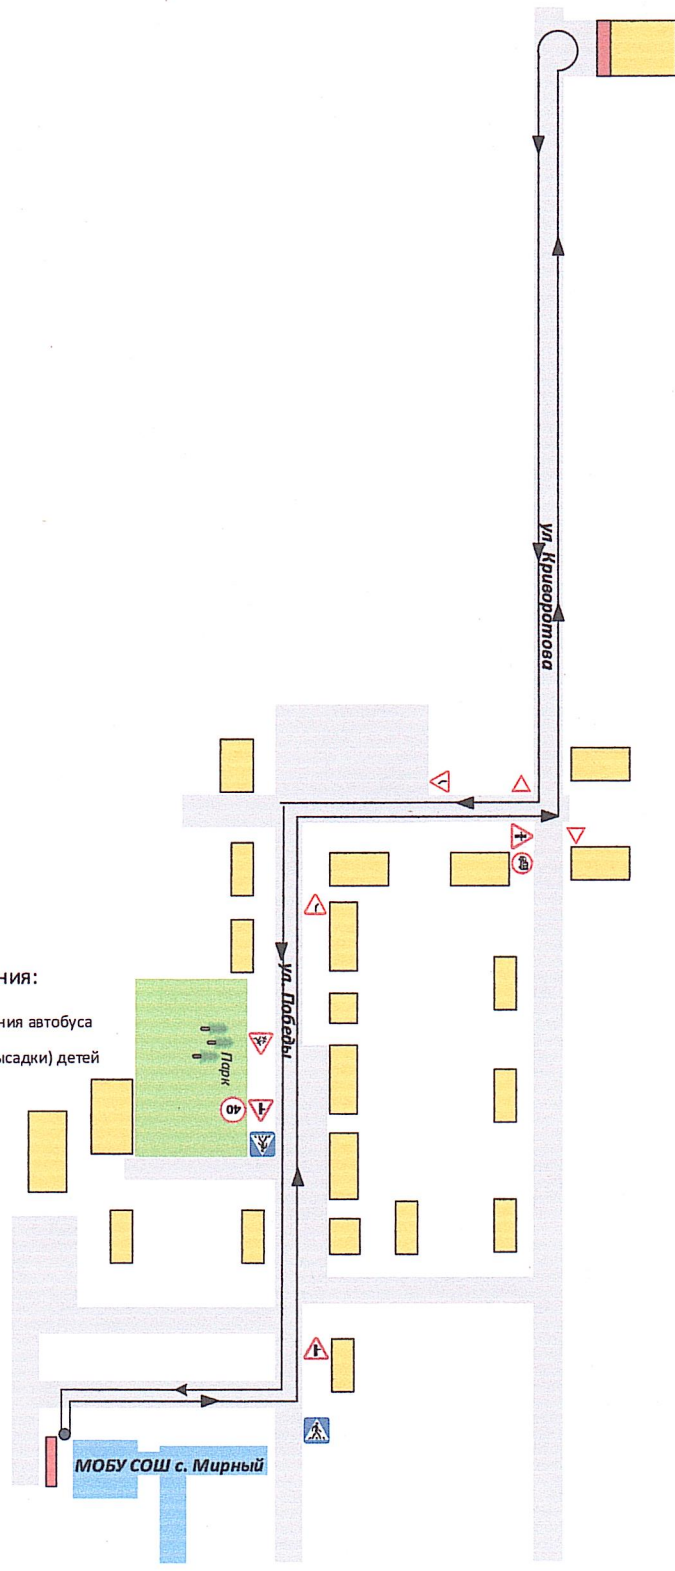 ул. Криворотова
ул. Победы
ния:
ния автобуса
ысадки) детей
Парк
40
МОБУ СОШ с. Мирный